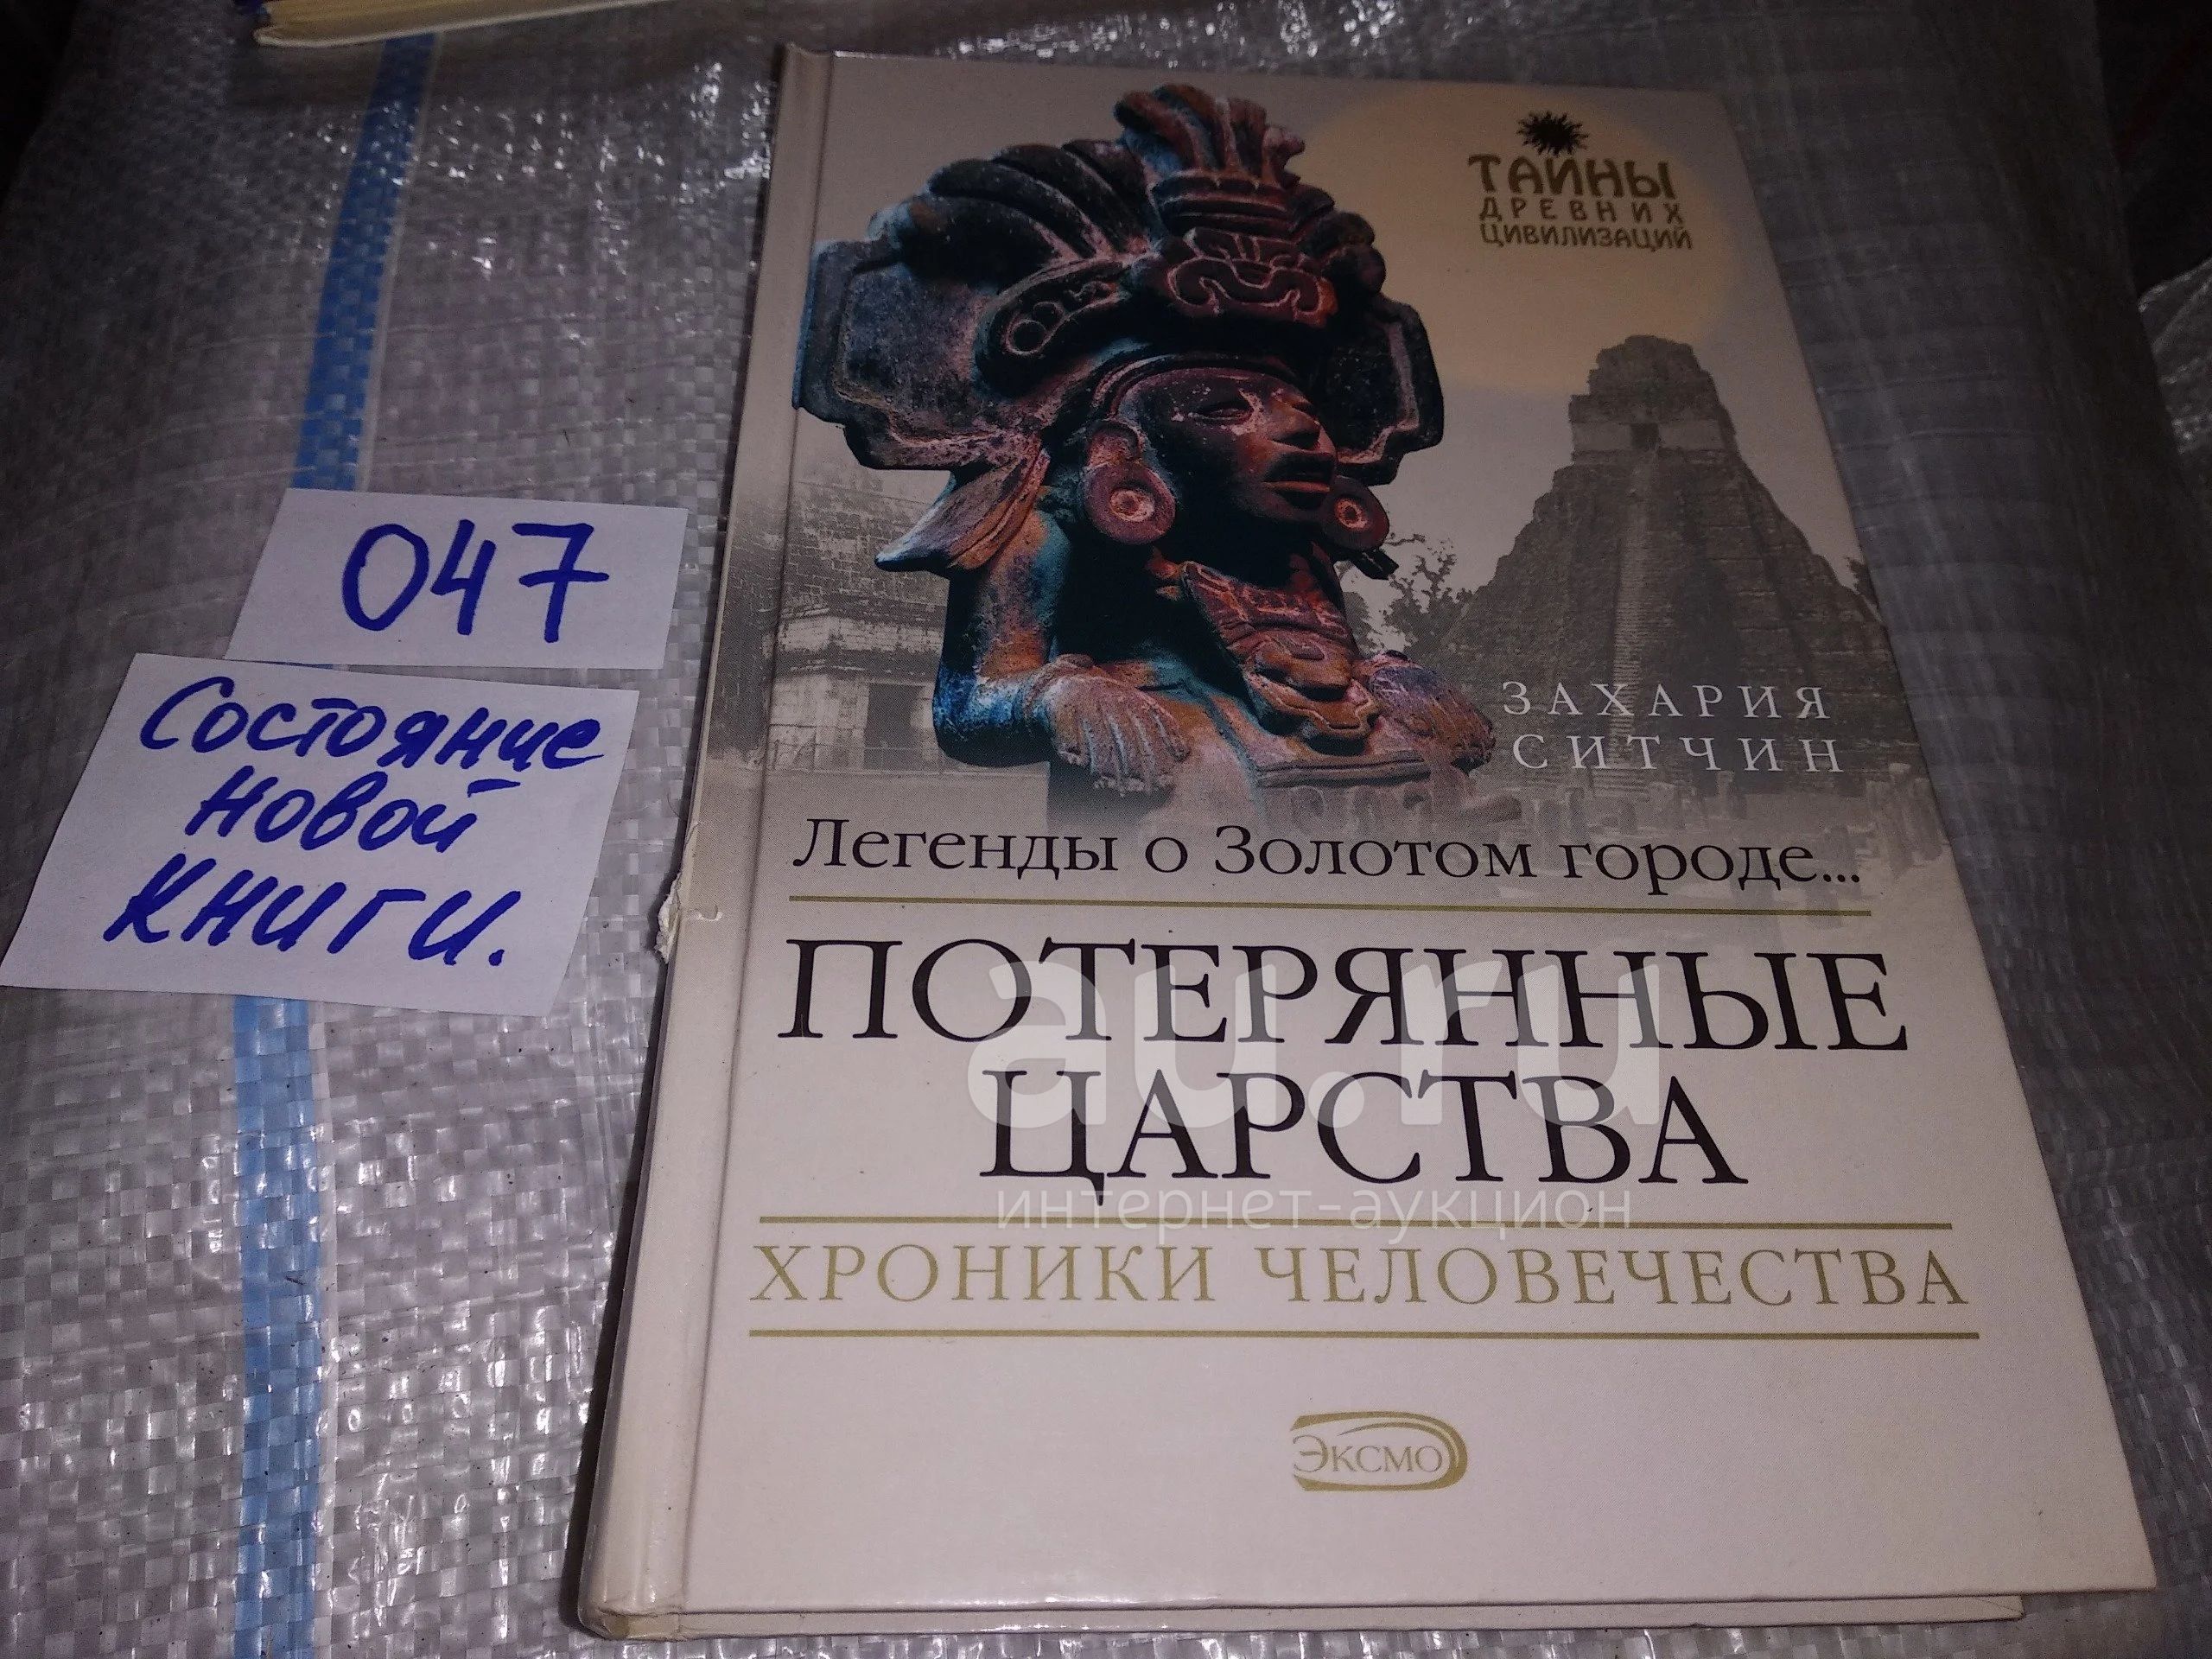 ТАЙНЫ
ДРЕВНИХ
ЦИВИЛИЗАЦИЙ
047
Состояние
новой
книги.
ЗАХАРИЯ
СИТЧИН
Легенды о Золотом городе...
ПОТЕРЯННЫЕ
ЦАРСТВА
au.ru
интернет-аукцион
ХРОНИКИ ЧЕЛОВЕЧЕСТВА
ЭКСМО